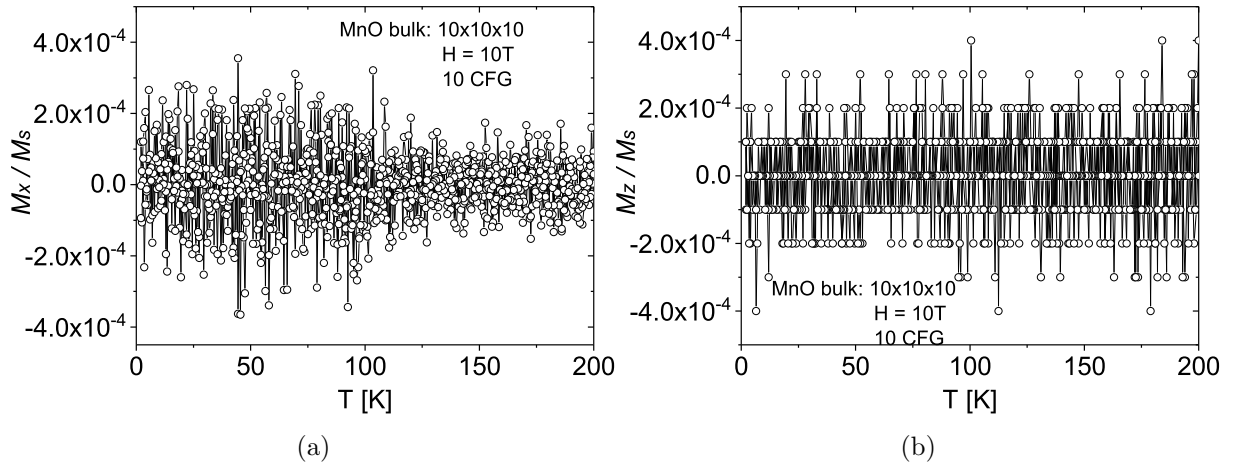 4.0x10⁻⁴
2.0x10⁻⁴
0.0
-2.0x10⁻⁴
-4.0x10⁻⁴
Mx / Ms
MnO bulk: 10x10x10
H = 10T
10 CFG
0 50 100 150 200
T [K]
(a)
4.0x10⁻⁴
2.0x10⁻⁴
0.0
-2.0x10⁻⁴
-4.0x10⁻⁴
Mz / Ms
MnO bulk: 10x10x10
H = 10T
10 CFG
0 50 100 150 200
T [K]
(b)